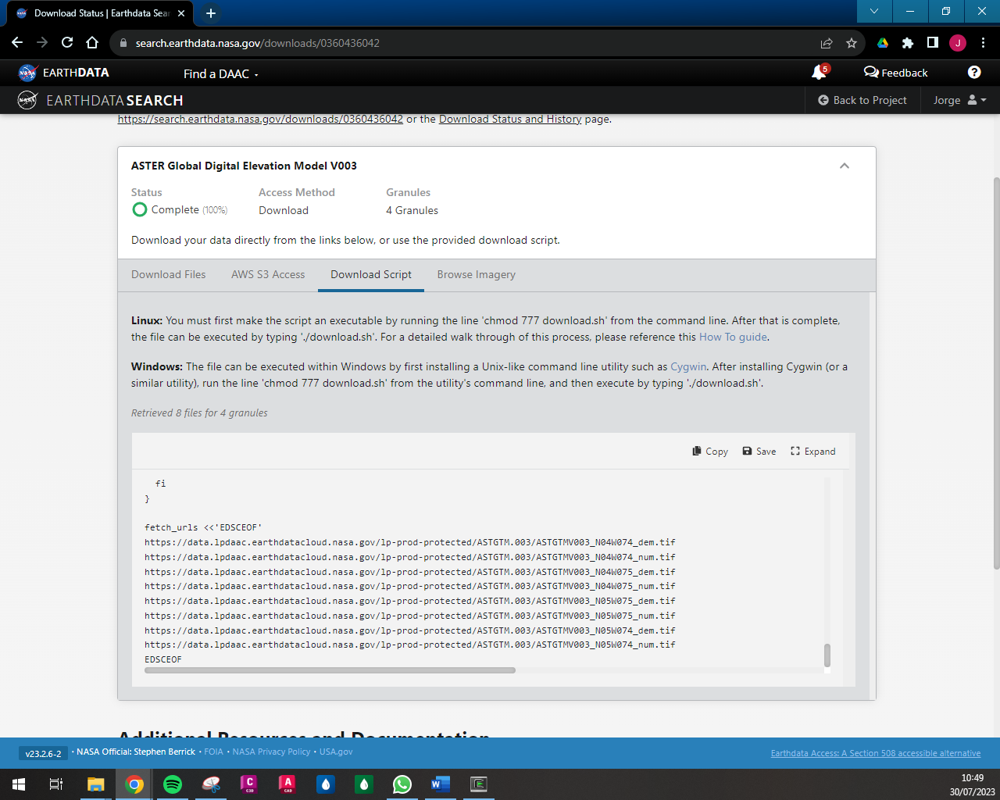 Download Status | Earthdata Sear
search.earthdata.nasa.gov/downloads/0360436042
J
EARTHDATA
Find a DAAC
5
Feedback
EARTHDATA SEARCH
Back to Project
Jorge
https://search.earthdata.nasa.gov/downloads/0360436042 or the Download Status and History page.
ASTER Global Digital Elevation Model V003
Status
Access Method
Granules
Complete (100%)
Download
4 Granules
Download your data directly from the links below, or use the provided download script.
Download Files
AWS S3 Access
Download Script
Browse Imagery
Linux: You must first make the script an executable by running the line 'chmod 777 download.sh' from the command line. After that is complete,
the file can be executed by typing './download.sh'. For a detailed walk through of this process, please reference this How To guide.
Windows: The file can be executed within Windows by first installing a Unix-like command line utility such as Cygwin. After installing Cygwin (or a
similar utility), run the line 'chmod 777 download.sh' from the utility's command line, and then execute by typing './download.sh'.
Retrieved 8 files for 4 granules
Copy
Save
Expand
fi
}
fetch_urls <<'EDSCEOF'
https://data.lpdaac.earthdatacloud.nasa.gov/lp-prod-protected/ASTGTM.003/ASTGTMV003_N04W074_dem.tif
https://data.lpdaac.earthdatacloud.nasa.gov/lp-prod-protected/ASTGTM.003/ASTGTMV003_N04W074_num.tif
https://data.lpdaac.earthdatacloud.nasa.gov/lp-prod-protected/ASTGTM.003/ASTGTMV003_N04W075_dem.tif
https://data.lpdaac.earthdatacloud.nasa.gov/lp-prod-protected/ASTGTM.003/ASTGTMV003_N04W075_num.tif
https://data.lpdaac.earthdatacloud.nasa.gov/lp-prod-protected/ASTGTM.003/ASTGTMV003_N05W075_dem.tif
https://data.lpdaac.earthdatacloud.nasa.gov/lp-prod-protected/ASTGTM.003/ASTGTMV003_N05W075_num.tif
https://data.lpdaac.earthdatacloud.nasa.gov/lp-prod-protected/ASTGTM.003/ASTGTMV003_N05W074_dem.tif
https://data.lpdaac.earthdatacloud.nasa.gov/lp-prod-protected/ASTGTM.003/ASTGTMV003_N05W074_num.tif
EDSCEOF
Additional Resources and Documentation
v23.2.6-2 • NASA Official: Stephen Berrick • FOIA • NASA Privacy Policy • USA.gov
Earthdata Access: A Section 508 accessible alternative
10:49
30/07/2023